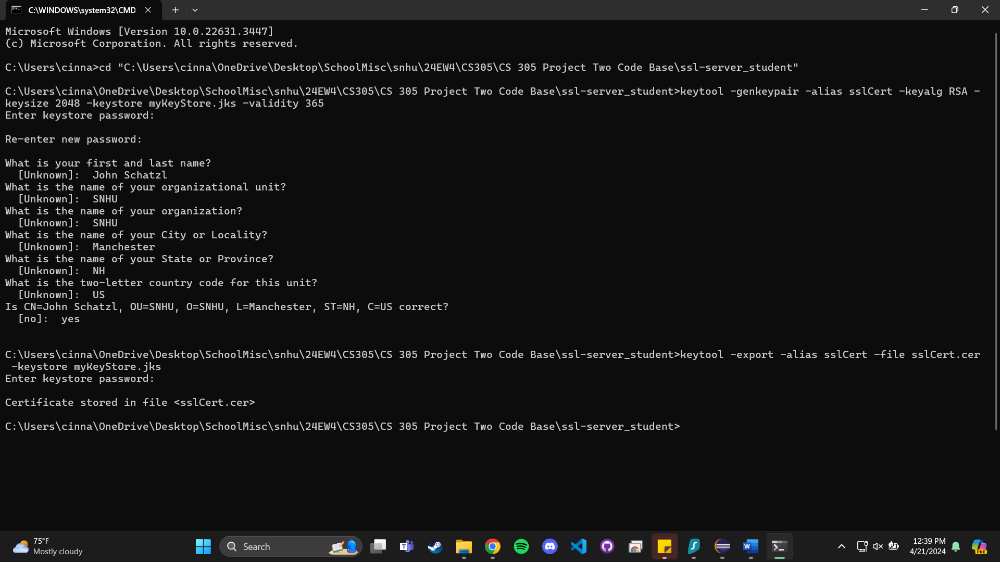 C:\WINDOWS\system32\CMD
Microsoft Windows [Version 10.0.22631.3447]
(c) Microsoft Corporation. All rights reserved.
C:\Users\cinna>cd "C:\Users\cinna\OneDrive\Desktop\SchoolMisc\snhu\24EW4\CS305\CS 305 Project Two Code Base\ssl-server_student"
C:\Users\cinna\OneDrive\Desktop\SchoolMisc\snhu\24EW4\CS305\CS 305 Project Two Code Base\ssl-server_student>keytool -genkeypair -alias sslCert -keyalg RSA -
keysize 2048 -keystore myKeyStore.jks -validity 365
Enter keystore password:
Re-enter new password:
What is your first and last name?
[Unknown]:  John Schatzl
What is the name of your organizational unit?
[Unknown]:  SNHU
What is the name of your organization?
[Unknown]:  SNHU
What is the name of your City or Locality?
[Unknown]:  Manchester
What is the name of your State or Province?
[Unknown]:  NH
What is the two-letter country code for this unit?
[Unknown]:  US
Is CN=John Schatzl, OU=SNHU, O=SNHU, L=Manchester, ST=NH, C=US correct?
[no]:  yes
C:\Users\cinna\OneDrive\Desktop\SchoolMisc\snhu\24EW4\CS305\CS 305 Project Two Code Base\ssl-server_student>keytool -export -alias sslCert -file sslCert.cer
-keystore myKeyStore.jks
Enter keystore password:
Certificate stored in file <sslCert.cer>
C:\Users\cinna\OneDrive\Desktop\SchoolMisc\snhu\24EW4\CS305\CS 305 Project Two Code Base\ssl-server_student>
75°F
Mostly cloudy
Search
12:39 PM
4/21/2024
PRE